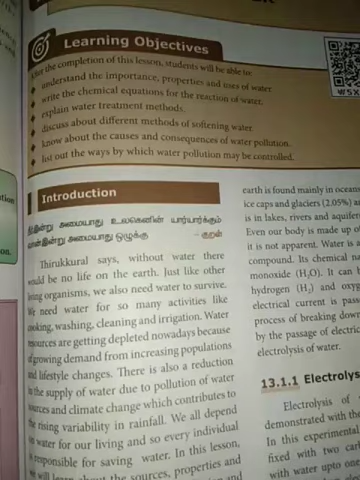 Learning Objectives
After the completion of this lesson, students will be able to:
understand the importance, properties and uses of water.
write the chemical equations for the reaction of water.
explain water treatment methods.
discuss about different methods of softening water.
know about the causes and consequences of water pollution.
list out the ways by which water pollution may be controlled.
Introduction
நீர்இன்று அமையாது உலகெனின் யார்யார்க்கும்
வான்இன்று அமையாது ஒழுக்கு - குறள்
Thirukkural says, without water there
would be no life on the earth. Just like other
living organisms, we also need water to survive.
We need water for so many activities like
cooking, washing, cleaning and irrigation. Water
resources are getting depleted nowadays because
of growing demand from increasing populations
and lifestyle changes. There is also a reduction
in the supply of water due to pollution of water
sources and climate change which contributes to
the rising variability in rainfall. We all depend
on water for our living and so every individual
is responsible for saving water. In this lesson,
we will learn about the sources, properties and
earth is found mainly in
ice caps and glaciers (2.05%)
is in lakes, rivers and
Even our body is made up of
it is not apparent. Water is
compound. Its chemical
monoxide (H₂O). It can
hydrogen (H₂) and
electrical current is
process of breaking down
by the passage of
electrolysis of water.
13.1.1
Electrolysis of
demonstrated with the
In this experimental
fixed with two
with water upto one